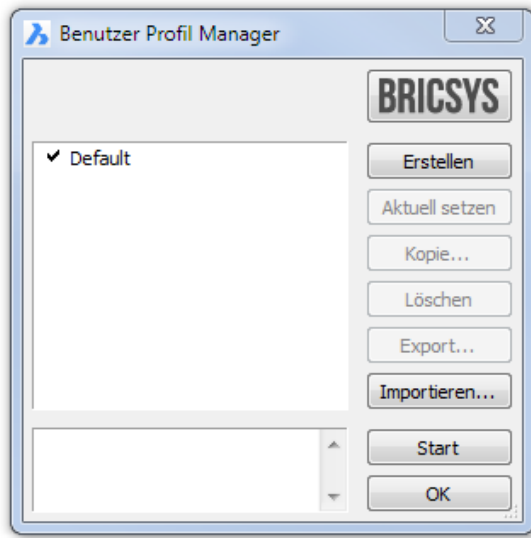 Benutzer Profil Manager
BRICSYS
Default
Erstellen
Aktuell setzen
Kopie...
Löschen
Export...
Importieren...
Start
OK